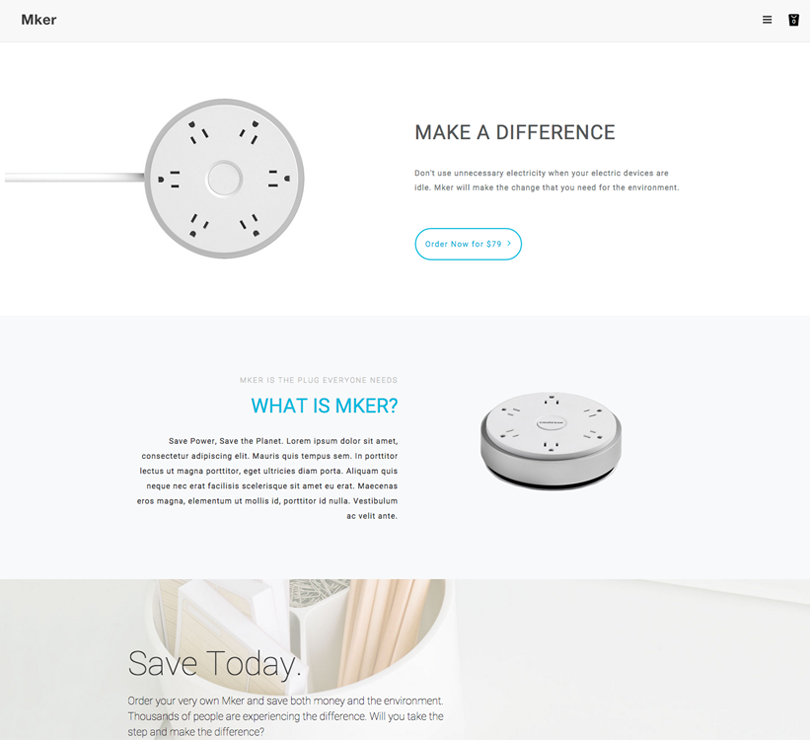 Mker
0
MAKE A DIFFERENCE
Don't use unnecessary electricity when your electric devices are
idle. Mker will make the change that you need for the environment.
Order Now for $79
MKER IS THE PLUG EVERYONE NEEDS
WHAT IS MKER?
Save Power, Save the Planet. Lorem ipsum dolor sit amet,
consectetur adipiscing elit. Mauris quis tempus sem. In porttitor
lectus ut magna porttitor, eget ultricies diam porta. Aliquam quis
neque nec erat facilisis scelerisque sit amet eu erat. Maecenas
eros magna, elementum ut mollis id, porttitor id nulla. Vestibulum
ac velit ante.
Save Today.
Order your very own Mker and save both money and the environment.
Thousands of people are experiencing the difference. Will you take the
step and make the difference?